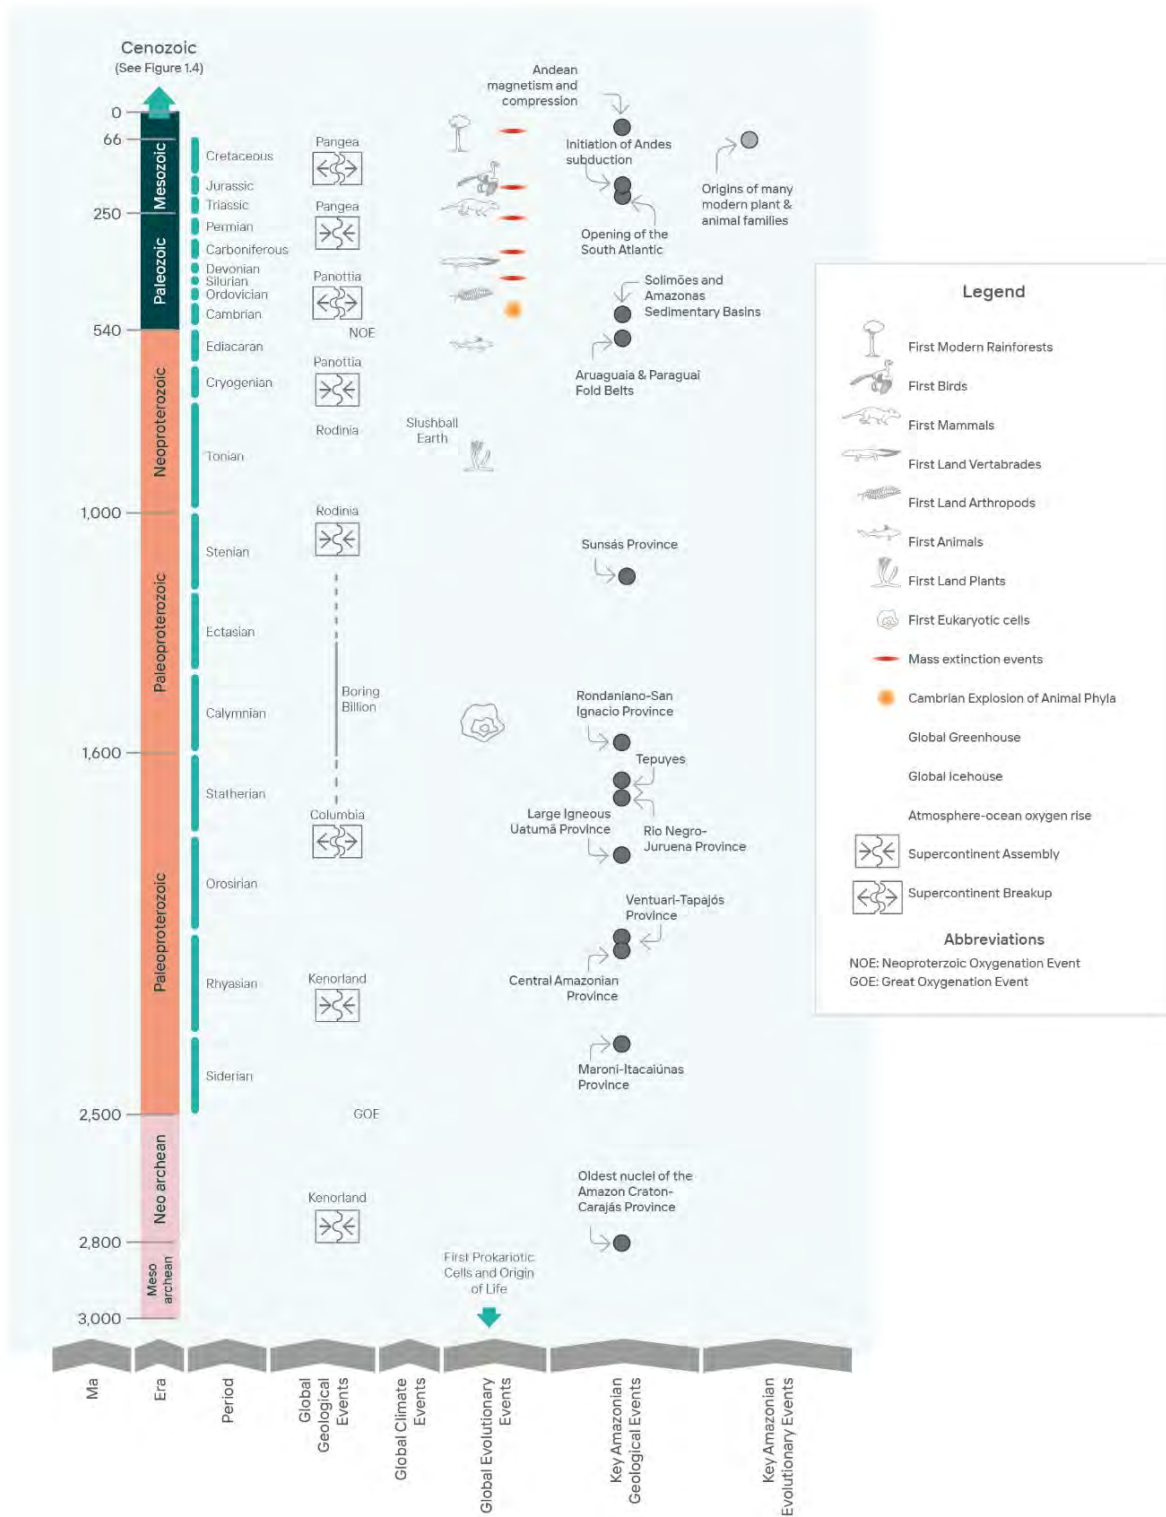 Cenozoic
(See Figure 1.4)
0
66
250
540
1,000
1,600
2,500
2,800
3,000
Mesozoic
Paleozoic
Neoproterozoic
Paleoproterozoic
Paleoproterozoic
Neo archean
Meso
archean
Cretaceous
Jurassic
Triassic
Permian
Carboniferous
Devonian
Silurian
Ordovician
Cambrian
Ediacaran
Cryogenian
Tonian
Stenian
Ectasian
Calymnian
Statherian
Orosirian
Rhyasian
Siderian
Pangea
Pangea
Panottia
NOE
Panottia
Rodinia
Rodinia
Boring
Billion
Columbia
Kenorland
GOE
Kenorland
Slushball
Earth
First Prokariotic
Cells and Origin
of Life
Andean
magnetism and
compression
Initiation of Andes
subduction
Opening of the
South Atlantic
Solimões and
Amazonas
Sedimentary Basins
Aruaguaia & Paraguai
Fold Belts
Sunsás Province
Rondaniano-San
Ignacio Province
Tepuyes
Large Igneous
Uatumã Province
Rio Negro-
Juruena Province
Ventuari-Tapajós
Province
Central Amazonian
Province
Maroni-Itacaiúnas
Province
Oldest nuclei of the
Amazon Craton-
Carajás Province
Origins of many
modern plant &
animal families
Legend
First Modern Rainforests
First Birds
First Mammals
First Land Vertabrades
First Land Arthropods
First Animals
First Land Plants
First Eukaryotic cells
Mass extinction events
Cambrian Explosion of Animal Phyla
Global Greenhouse
Global Icehouse
Atmosphere-ocean oxygen rise
Supercontinent Assembly
Supercontinent Breakup
Abbreviations
NOE: Neoproterzoic Oxygenation Event
GOE: Great Oxygenation Event
Ma
Era
Period
Global
Geological
Events
Global Climate
Events
Global Evolutionary
Events
Key Amazonian
Geological Events
Key Amazonian
Evolutionary Events